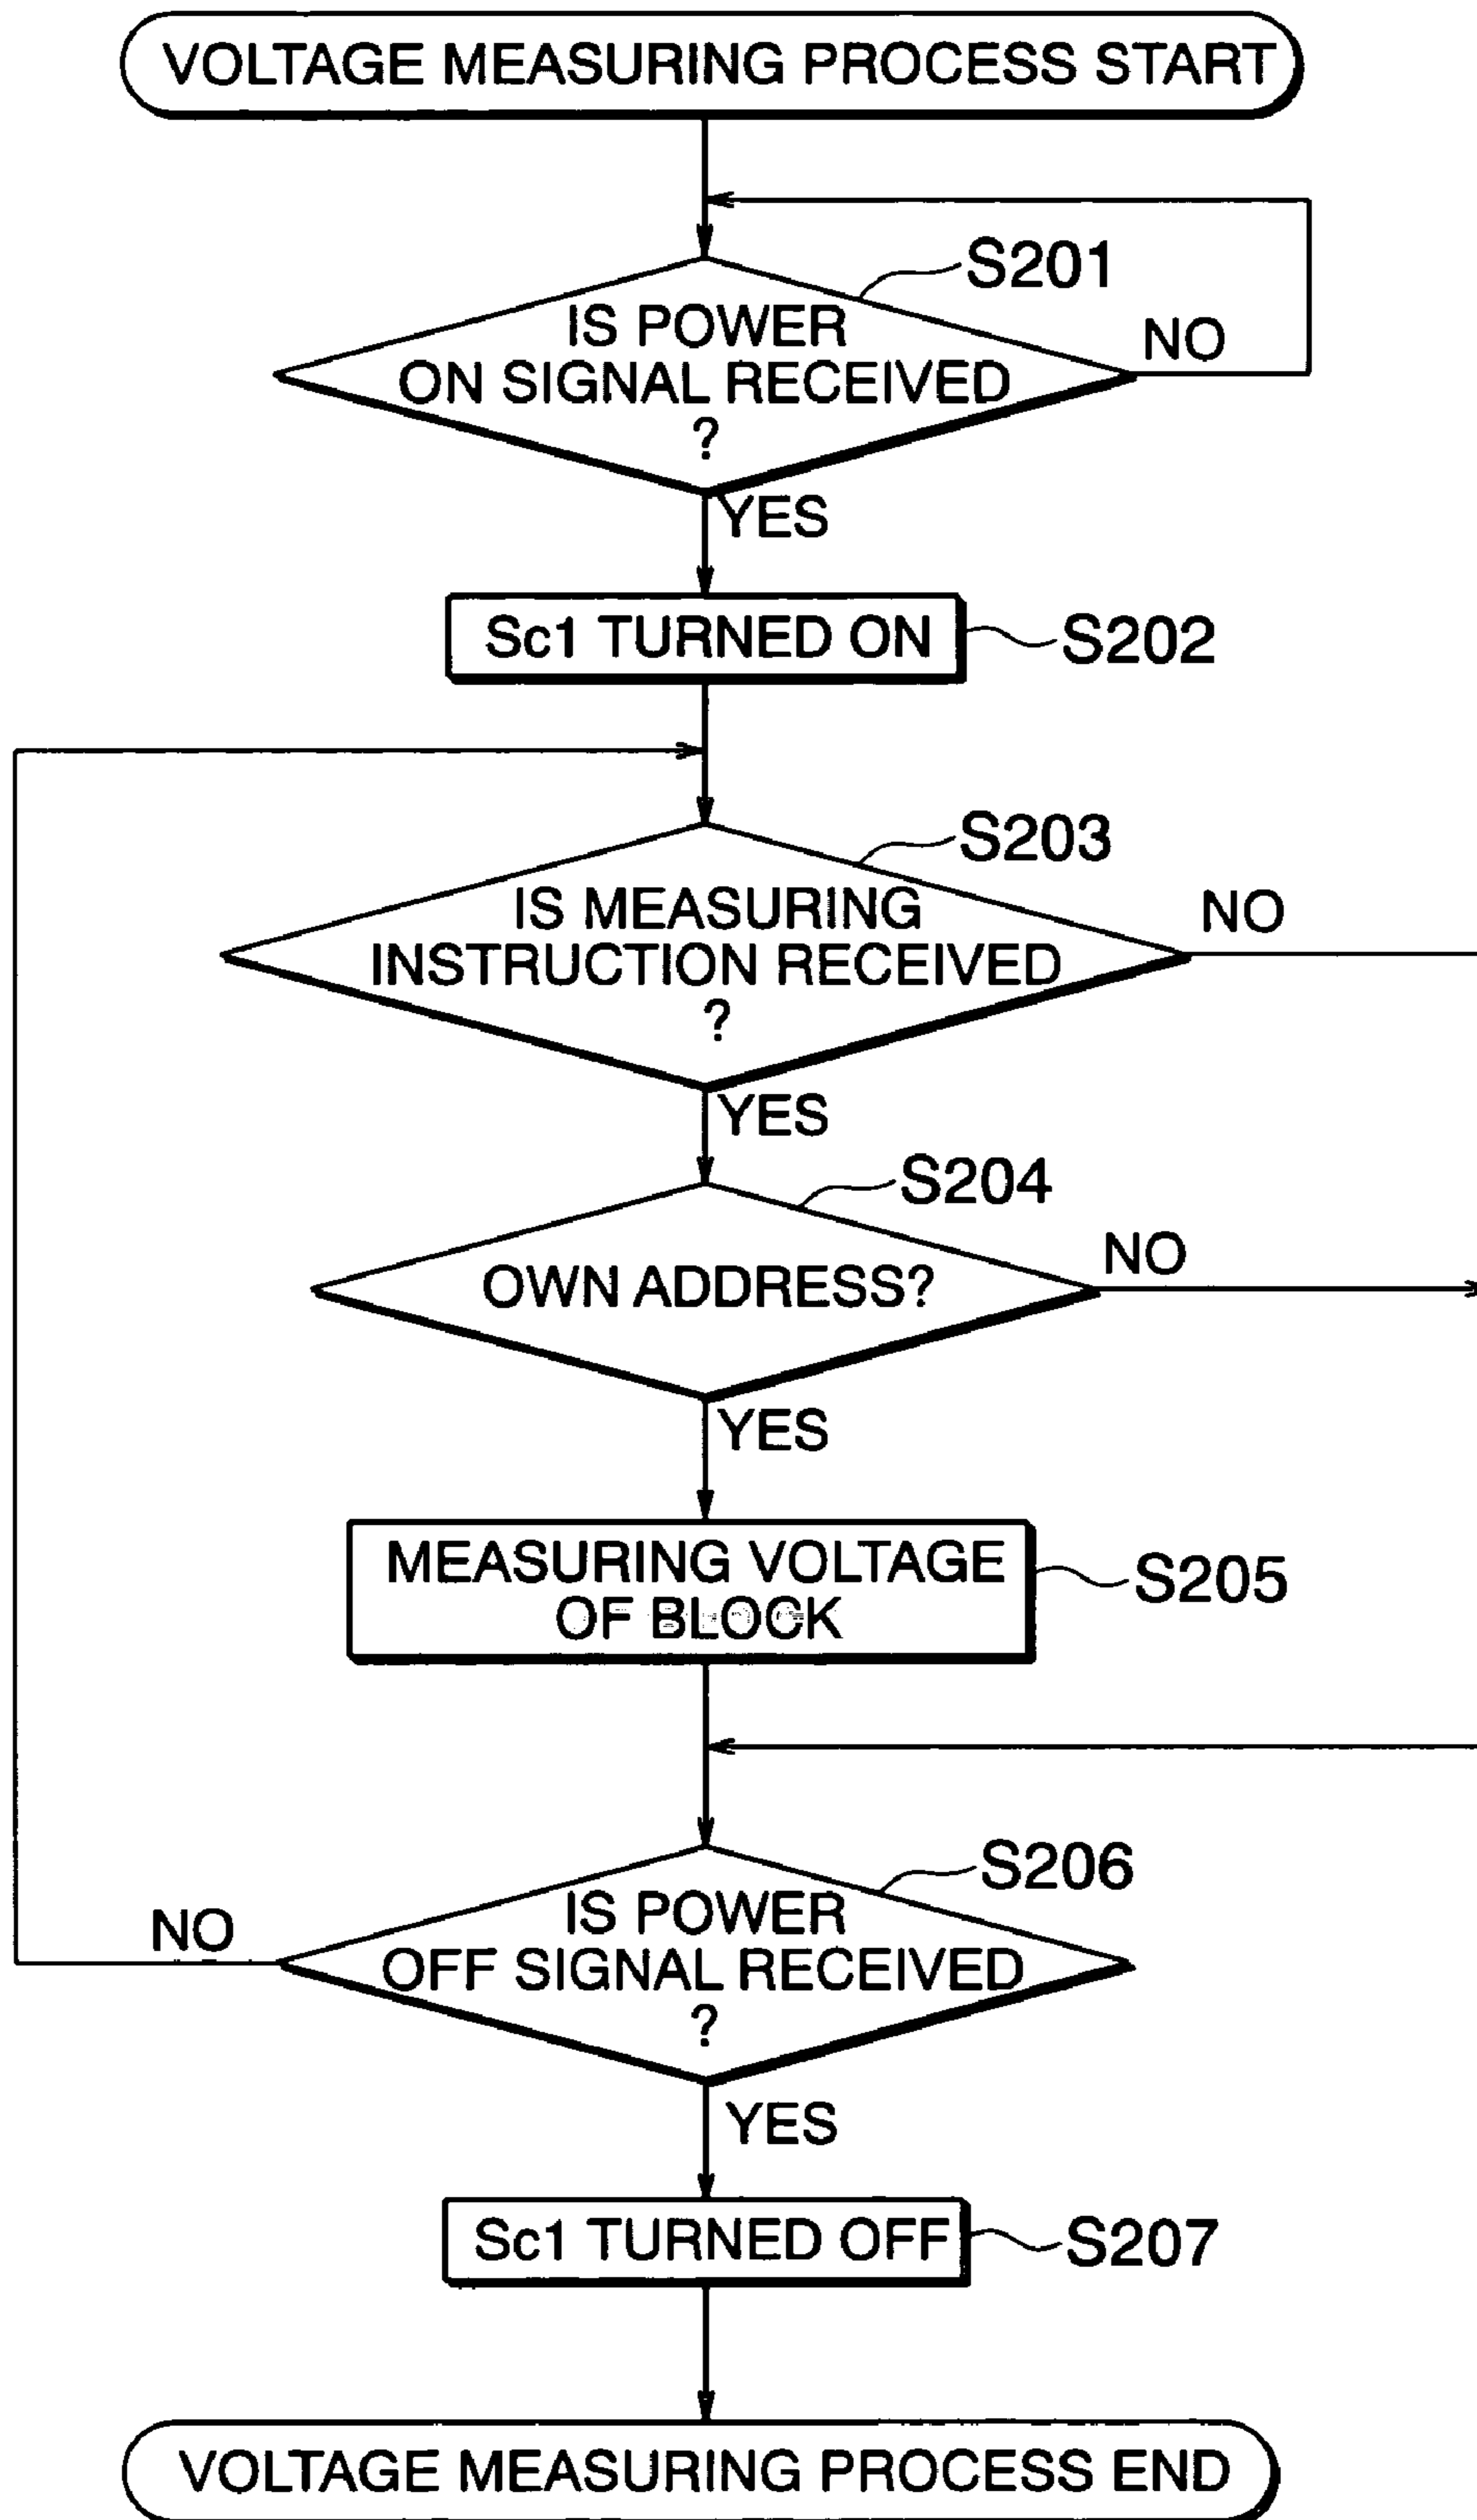 VOLTAGE MEASURING PROCESS START
S201
IS POWER
ON SIGNAL RECEIVED
?
NO
YES
Sc1 TURNED ON
S202
S203
IS MEASURING
INSTRUCTION RECEIVED
?
NO
YES
S204
OWN ADDRESS?
NO
YES
MEASURING VOLTAGE
OF BLOCK
S205
S206
IS POWER
OFF SIGNAL RECEIVED
?
NO
YES
Sc1 TURNED OFF
S207
VOLTAGE MEASURING PROCESS END